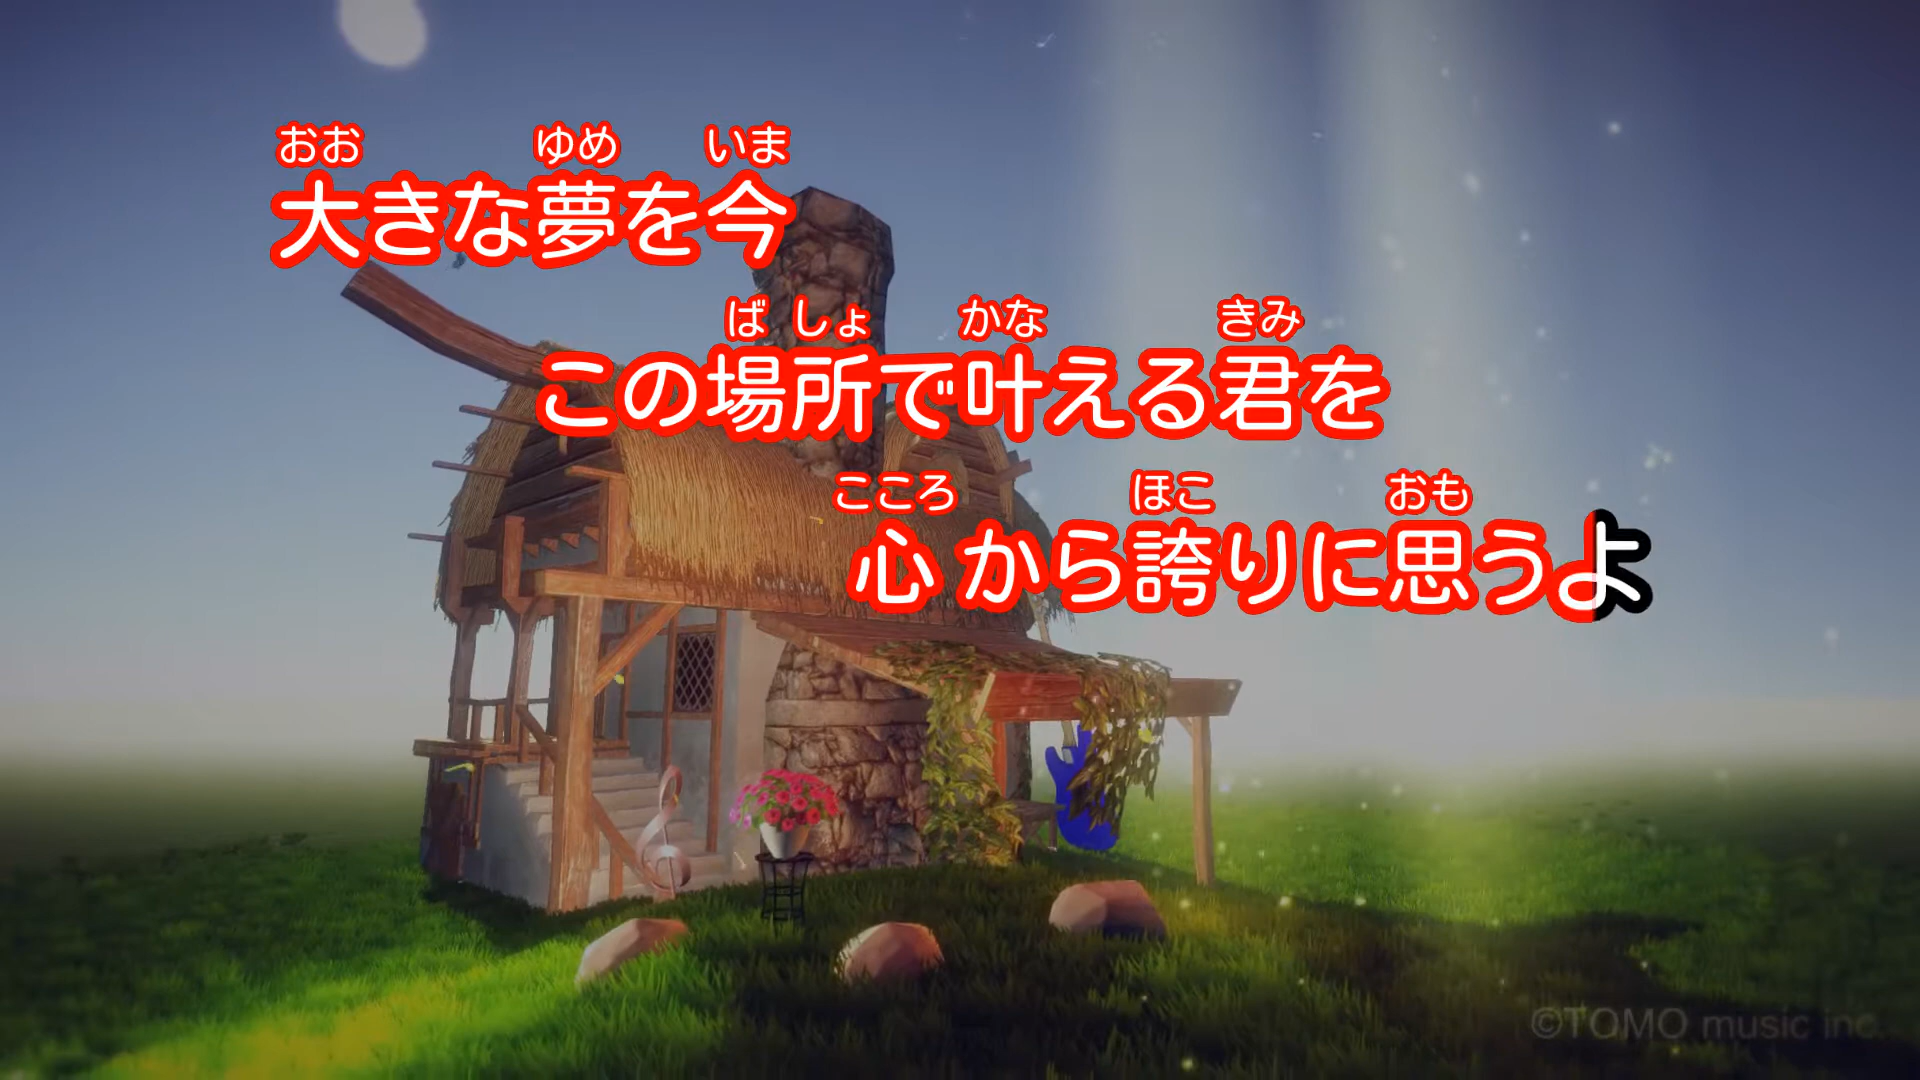 おお ゆめ いま
大きな夢を今
ば しょ かな きみ
この場所で叶える君を
こころ ほこ おも
心から誇りに思うよ
©TOMO music inc.